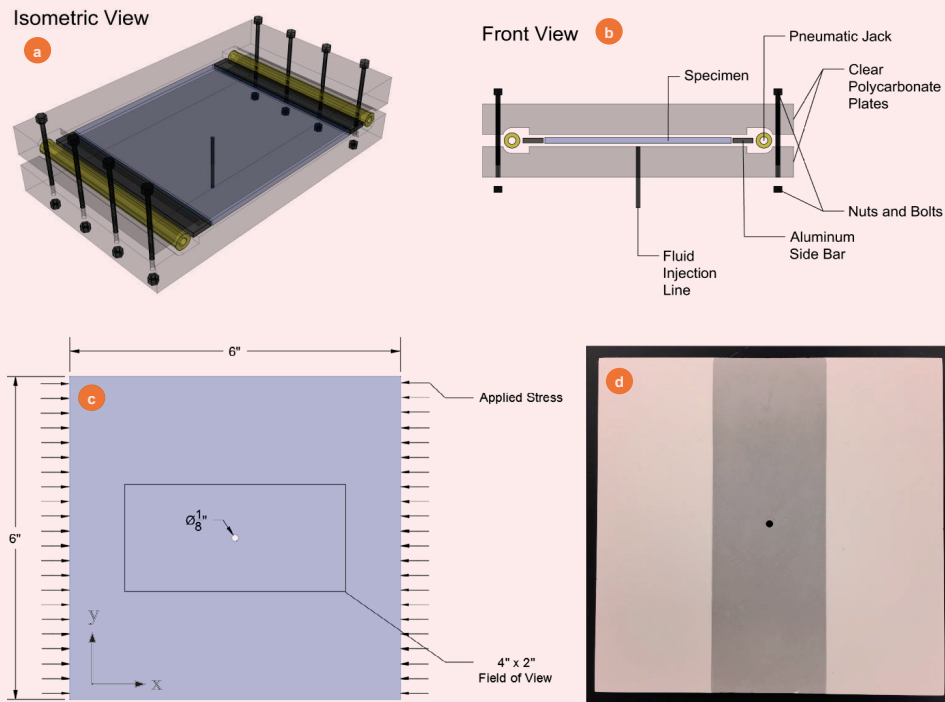 Isometric View
a
Front View
b
Pneumatic Jack
Specimen
Clear
Polycarbonate
Plates
Nuts and Bolts
Aluminum
Side Bar
Fluid
Injection
Line
6"
c
Applied Stress
Ø1/8"
6"
y
x
4" x 2"
Field of View
d